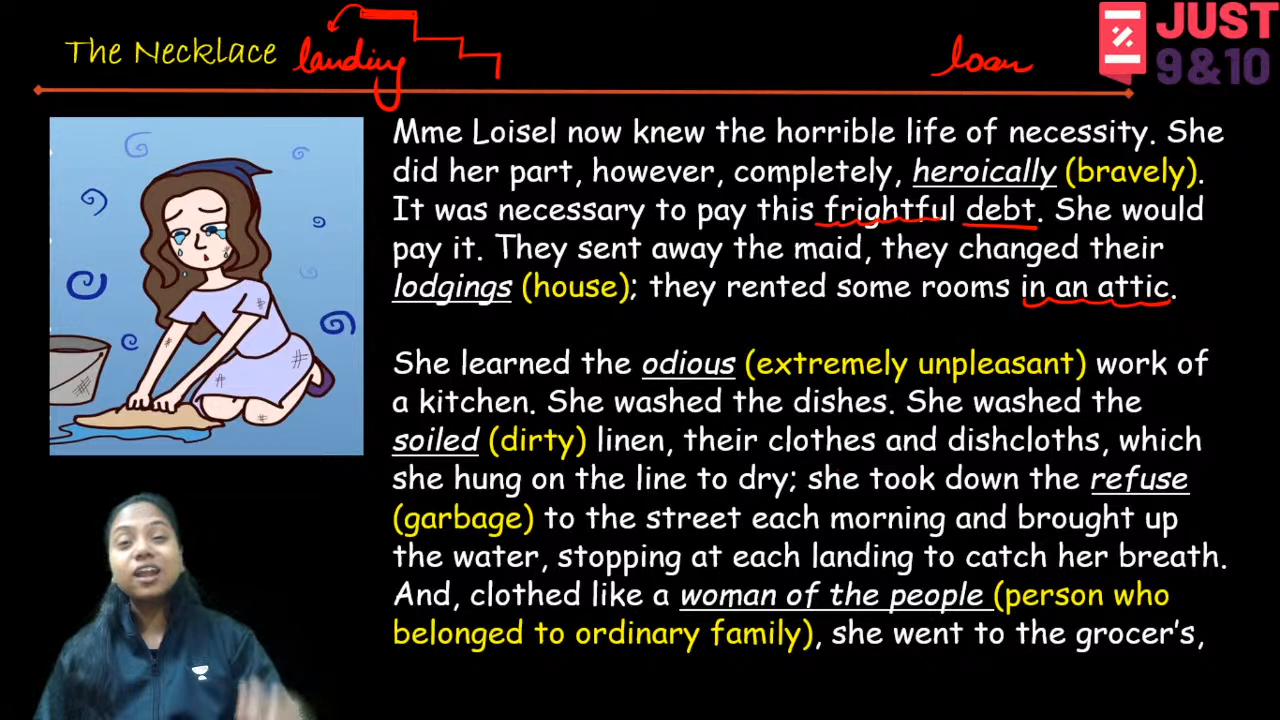 The Necklace landing
loan
JUST
9&10
Mme Loisel now knew the horrible life of necessity. She
did her part, however, completely, heroically (bravely).
It was necessary to pay this frightful debt. She would
pay it. They sent away the maid, they changed their
lodgings (house); they rented some rooms in an attic.
She learned the odious (extremely unpleasant) work of
a kitchen. She washed the dishes. She washed the
soiled (dirty) linen, their clothes and dishcloths, which
she hung on the line to dry; she took down the refuse
(garbage) to the street each morning and brought up
the water, stopping at each landing to catch her breath.
And, clothed like a woman of the people (person who
belonged to ordinary family), she went to the grocer's,